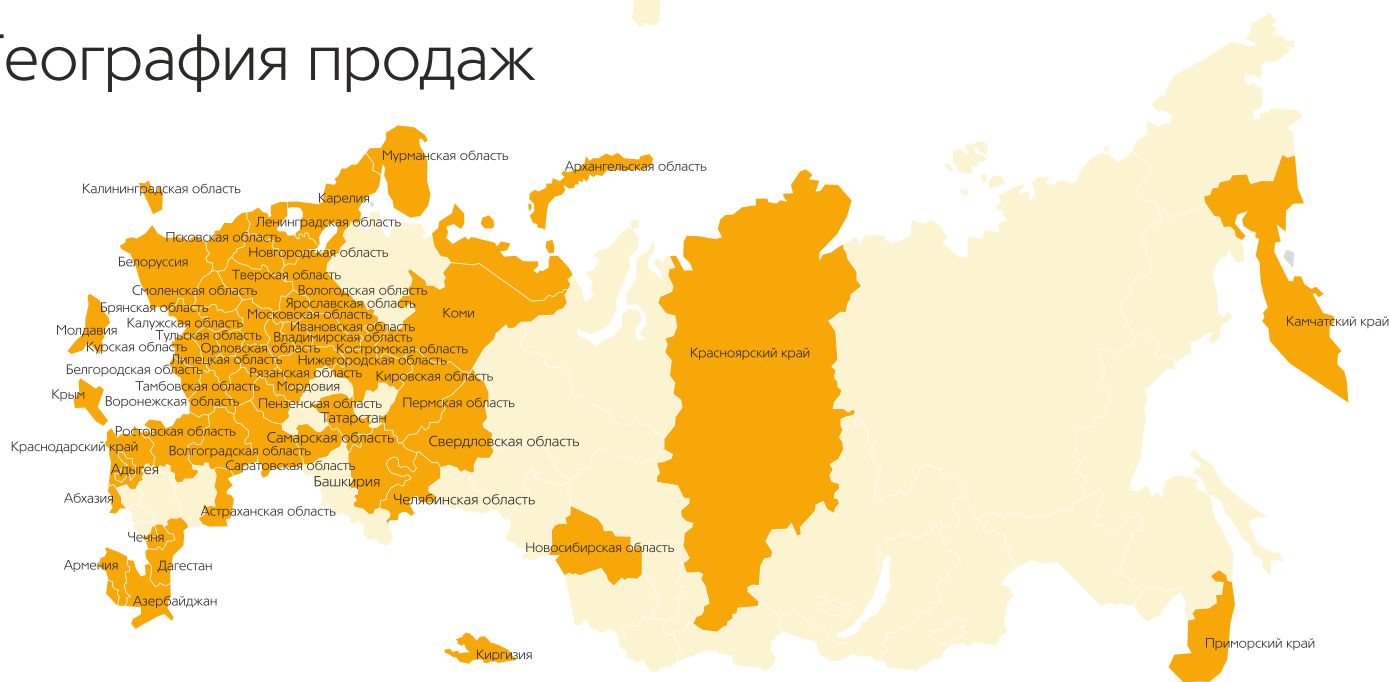 География продаж
Мурманская область
Архангельская область
Калининградская область
Карелия
Ленинградская область
Псковская область
Новгородская область
Белоруссия
Тверская область
Смоленская область
Вологодская область
Ярославская область
Брянская область
Московская область
Коми
Калужская область
Ивановская область
Камчатский край
Молдавия
Тульская область
Владимирская область
Курская область
Орловская область
Костромская область
Красноярский край
Липецкая область
Нижегородская область
Белгородская область
Рязанская область
Кировская область
Тамбовская область
Мордовия
Крым
Воронежская область
Пензенская область
Пермская область
Татарстан
Ростовская область
Самарская область
Свердловская область
Краснодарский край
Волгоградская область
Адыгея
Саратовская область
Башкирия
Абхазия
Челябинская область
Астраханская область
Чечня
Новосибирская область
Армения
Дагестан
Азербайджан
Приморский край
Киргизия